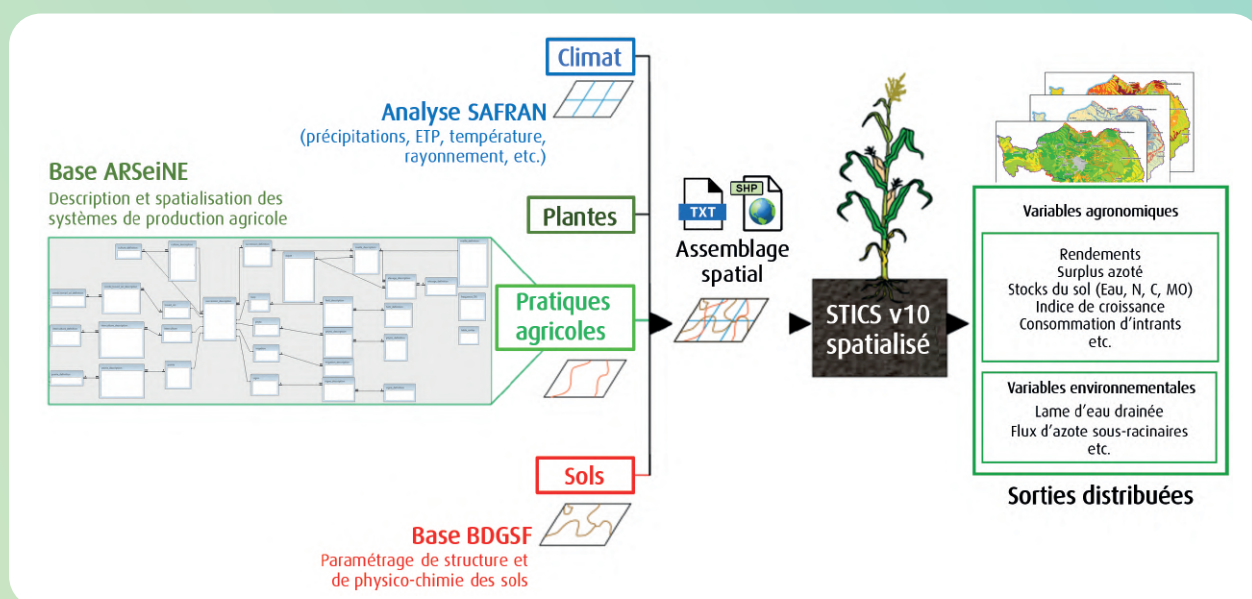 Climat
Analyse SAFRAN
(précipitations, ETP, température,
rayonnement, etc.)
Base ARSeiNE
Description et spatialisation des
systèmes de production agricole
Plantes
Pratiques
agricoles
Sols
Base BDGSF
Paramétrage de structure et
de physico-chimie des sols
TXT
SHP
Assemblage
spatial
STICS v10
spatialisé
Variables agronomiques
Rendements
Surplus azoté
Stocks du sol (Eau, N, C, MO)
Indice de croissance
Consommation d'intrants
etc.
Variables environnementales
Lame d'eau drainée
Flux d'azote sous-racinaires
etc.
Sorties distribuées